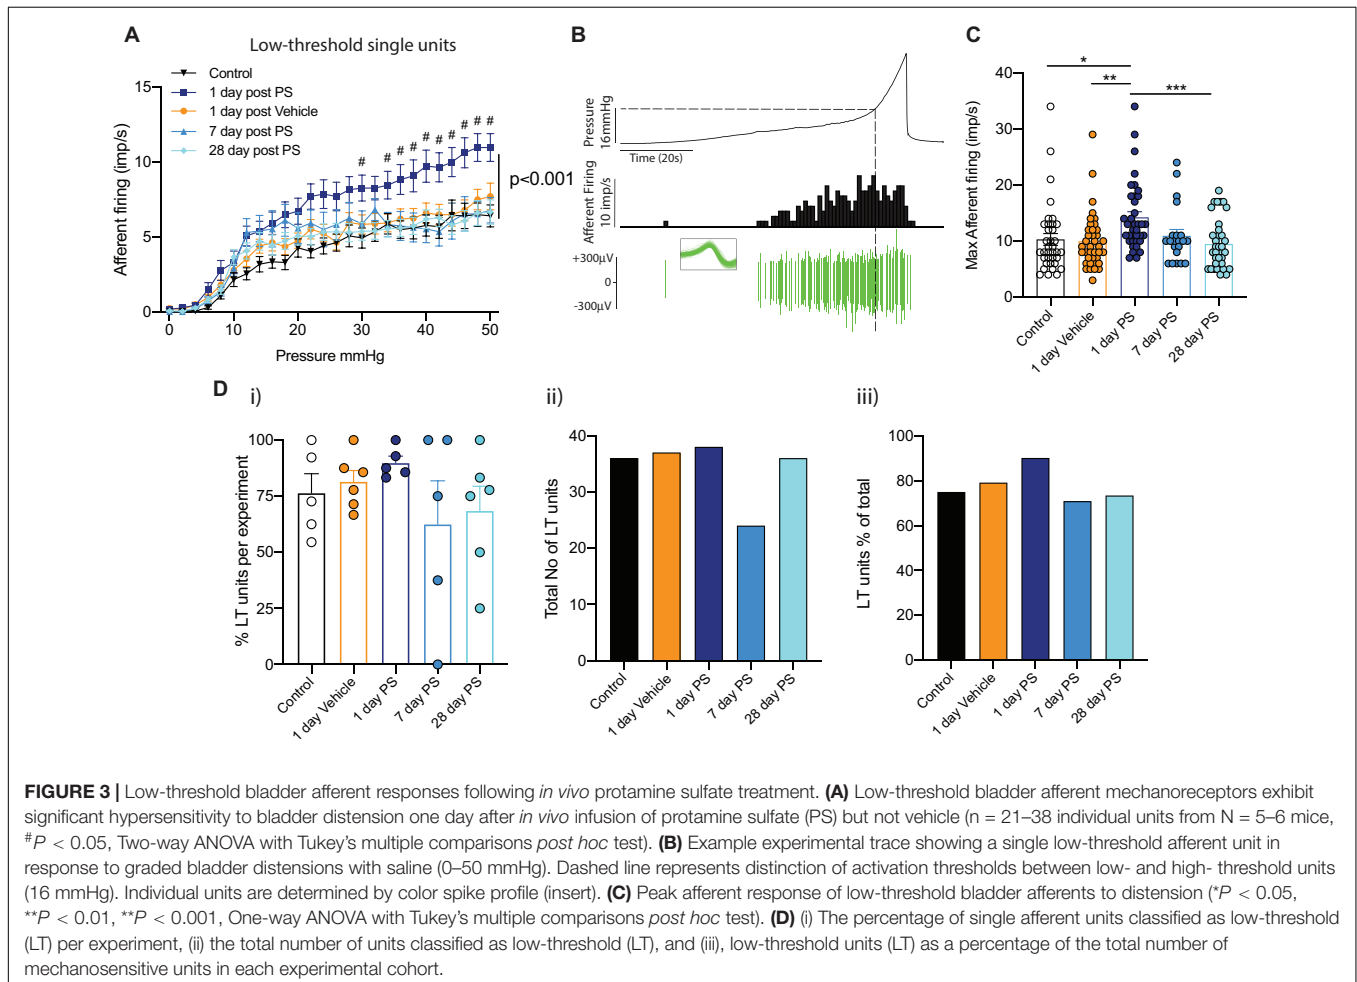 A
Low-threshold single units
Control
1 day post PS
1 day post Vehicle
7 day post PS
28 day post PS
Afferent firing (imp/s)
15
10
5
0
# # # # # # # # # #
p<0.001
0 10 20 30 40 50
Pressure mmHg
B
Pressure
16mmHg
Time (20s)
Afferent Firing
10 imp/s
+300µV
0
-300µV
C
Max Afferent firing (imp/s)
40
30
20
10
0
*
**
***
Control
1 day Vehicle
1 day PS
7 day PS
28 day PS
D
i)
% LT units per experiment
100
75
50
25
0
Control
1 day Vehicle
1 day PS
7 day PS
28 day PS
ii)
Total No of LT units
40
30
20
10
0
Control
1 day Vehicle
1 day PS
7 day PS
28 day PS
iii)
LT units % of total
100
80
60
40
20
0
Control
1 day Vehicle
1 day PS
7 day PS
28 day PS
FIGURE 3 | Low-threshold bladder afferent responses following in vivo protamine sulfate treatment. (A) Low-threshold bladder afferent mechanoreceptors exhibit
significant hypersensitivity to bladder distension one day after in vivo infusion of protamine sulfate (PS) but not vehicle (n = 21–38 individual units from N = 5–6 mice,
#P < 0.05, Two-way ANOVA with Tukey's multiple comparisons post hoc test). (B) Example experimental trace showing a single low-threshold afferent unit in
response to graded bladder distensions with saline (0–50 mmHg). Dashed line represents distinction of activation thresholds between low- and high- threshold units
(16 mmHg). Individual units are determined by color spike profile (insert). (C) Peak afferent response of low-threshold bladder afferents to distension (*P < 0.05,
**P < 0.01, **P < 0.001, One-way ANOVA with Tukey's multiple comparisons post hoc test). (D) (i) The percentage of single afferent units classified as low-threshold
(LT) per experiment, (ii) the total number of units classified as low-threshold (LT), and (iii), low-threshold units (LT) as a percentage of the total number of
mechanosensitive units in each experimental cohort.